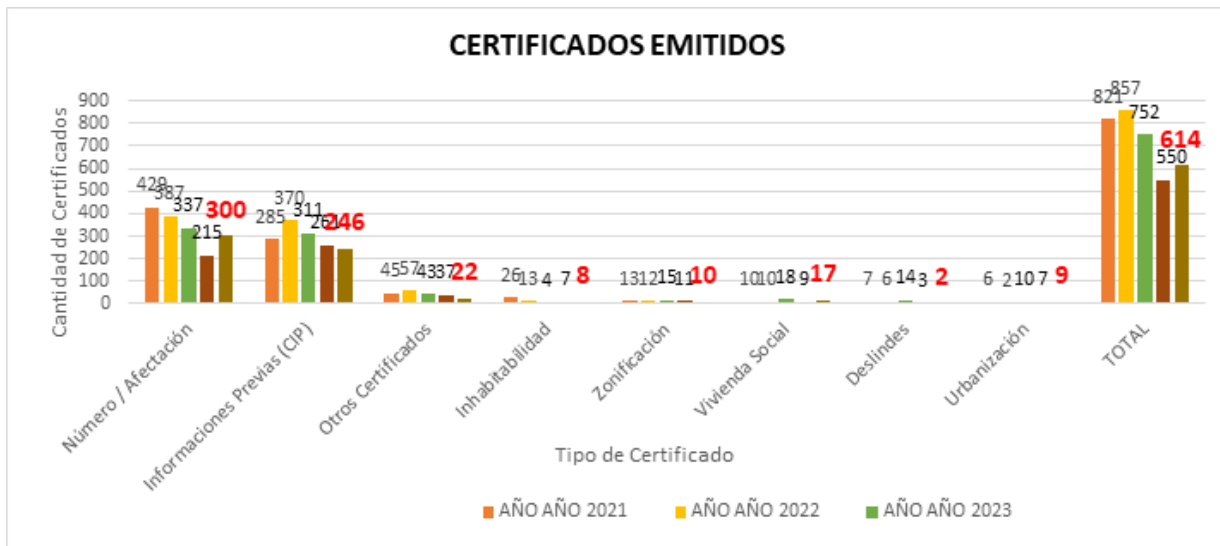 CERTIFICADOS EMITIDOS
Cantidad de Certificados
900
800
700
600
500
400
300
200
100
0
429 387 337 215 300
285 370 311 261 246
45 57 43 37 22
26 13 4 7 8
13 12 15 11 10
10 10 18 9 17
7 6 14 3 2
6 2 10 7 9
821 857 752 550 614
Número / Afectación
Informaciones Previas (CIP)
Otros Certificados
Inhabitabilidad
Zonificación
Vivienda Social
Deslindes
Urbanización
TOTAL
Tipo de Certificado
AÑO AÑO 2021 AÑO AÑO 2022 AÑO AÑO 2023